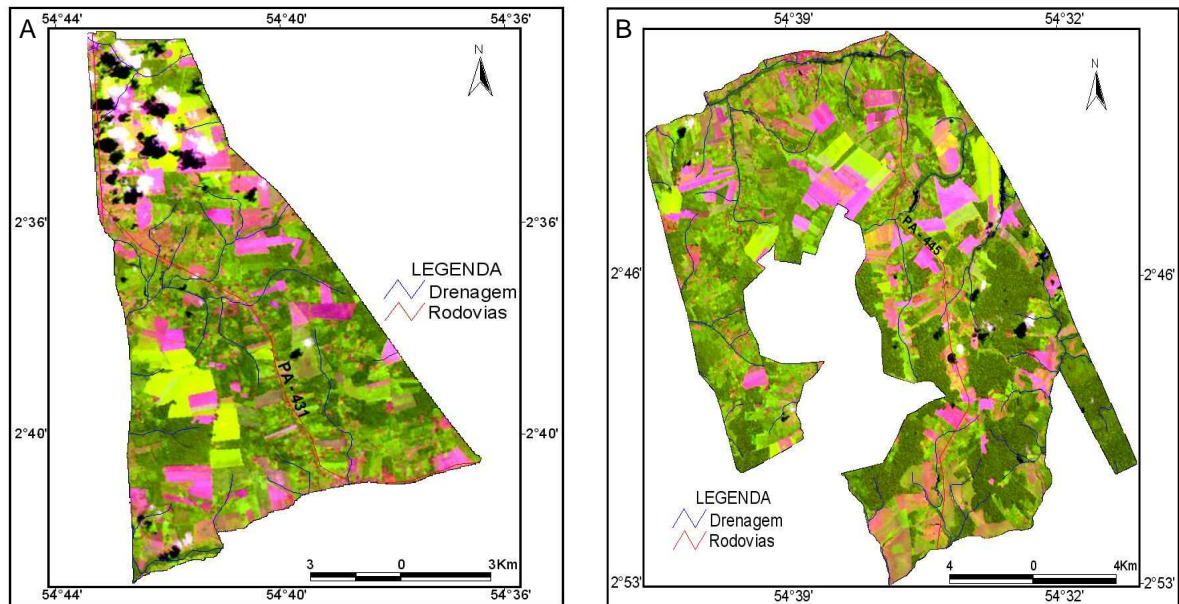 A
54°44' 54°40' 54°36'
N
2°36' 2°36'
LEGENDA
Drenagem
Rodovias
PA - 431
2°40' 2°40'
3 0 3Km
54°44' 54°40' 54°36'
B
54°39' 54°32'
N
PA - 445
2°46' 2°46'
LEGENDA
Drenagem
Rodovias
4 0 4Km
2°53' 2°53'
54°39' 54°32'